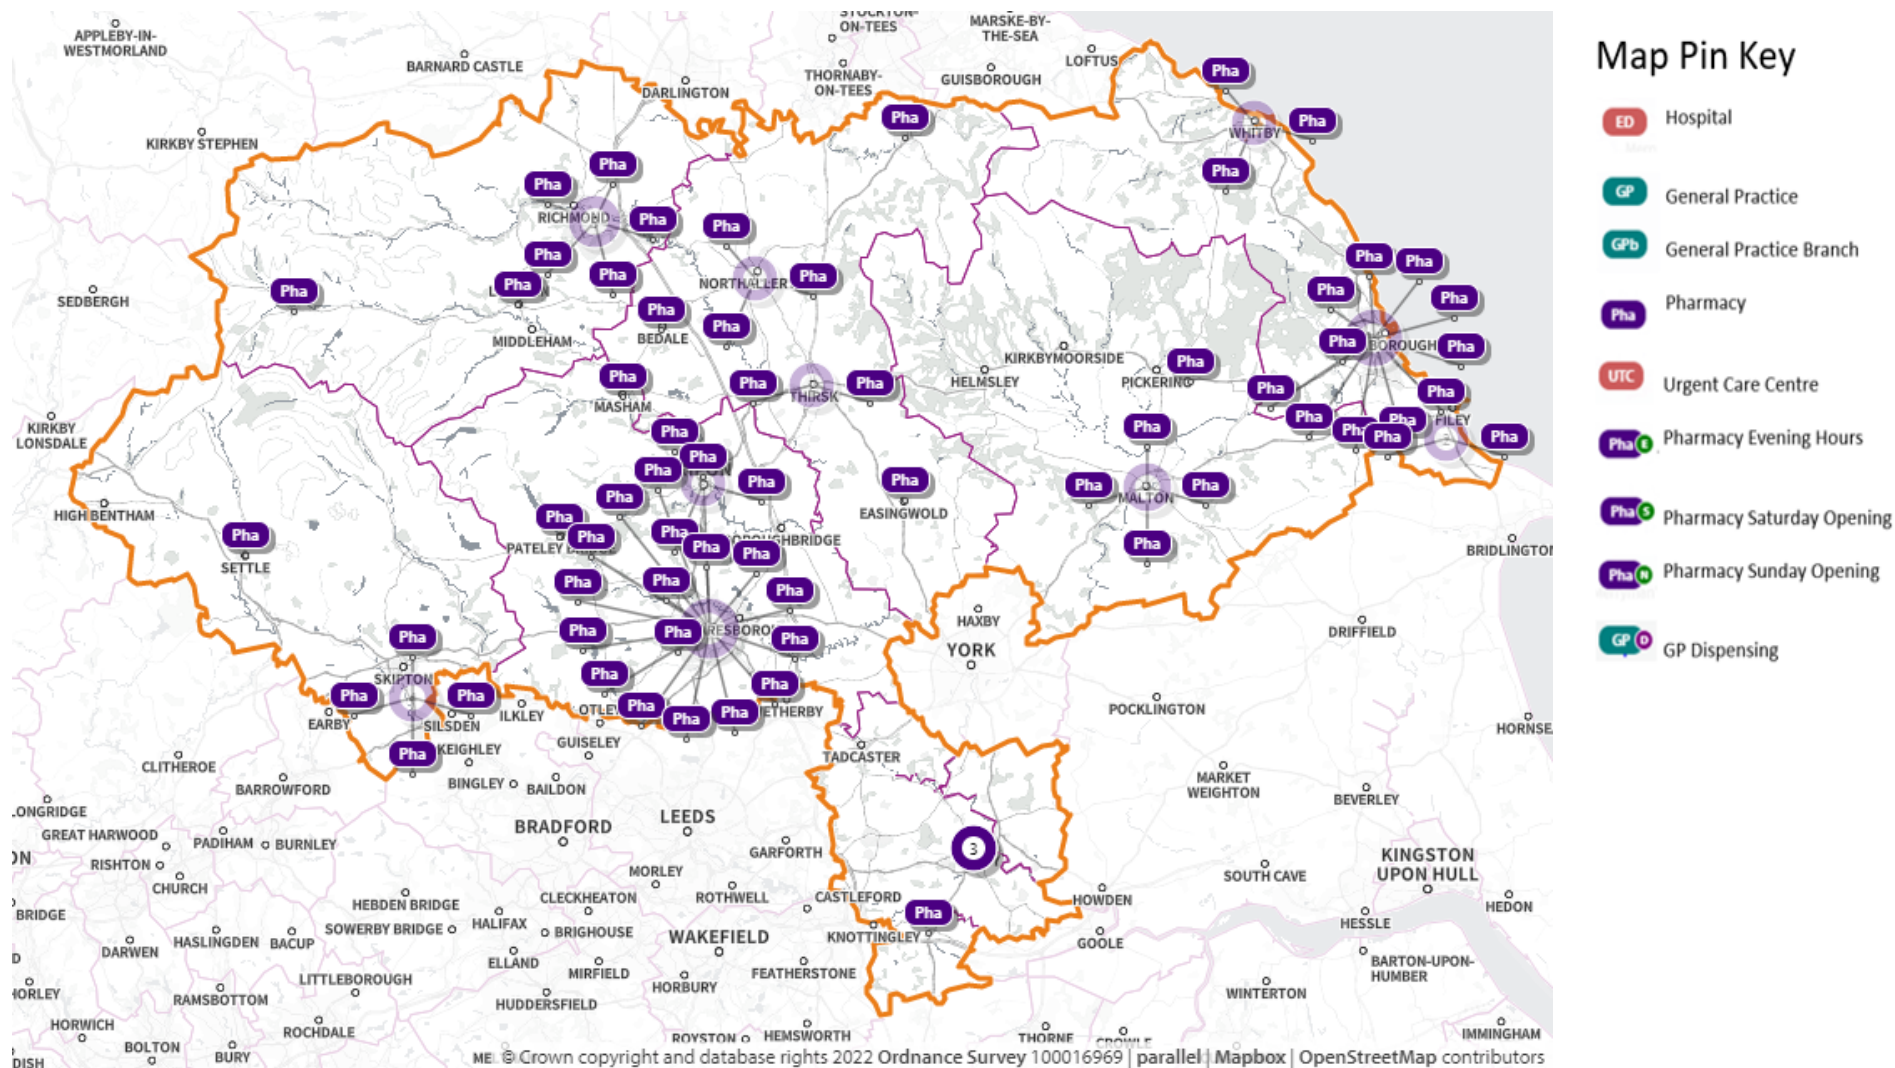 Map Pin Key
ED Hospital
GP General Practice
GPb General Practice Branch
Pha Pharmacy
UTC Urgent Care Centre
Pha E Pharmacy Evening Hours
Pha S Pharmacy Saturday Opening
Pha N Pharmacy Sunday Opening
GP D GP Dispensing
APPLEBY-IN-
WESTMORLAND
BARNARD CASTLE
ON-TEES
MARSKE-BY-
THE-SEA
LOFTUS
THORNABY-
ON-TEES
GUISBOROUGH
DARLINGTON
KIRKBY STEPHEN
Pha
Pha
Pha
WHITBY
Pha
Pha
Pha
Pha
RICHMOND
Pha
Pha
Pha
Pha
Pha
NORTHALLER
Pha
Pha
Pha
Pha
Pha
Pha
Pha
SEDBERGH
Pha
BEDALE
Pha
MIDDLEHAM
Pha
BOROUGH
Pha
KIRKBYMOORSIDE
HELMSLEY
PICKERING
Pha
Pha
MASHAM
Pha
THIRSK
Pha
Pha
Pha
FILEY
Pha
Pha
Pha
Pha
Pha
KIRKBY
LONSDALE
Pha
Pha
Pha
Pha
Pha
Pha
MALTON
Pha
Pha
Pha
Pha
EASINGWOLD
HIGH BENTHAM
Pha
SETTLE
Pha
Pha
PATELEY
Pha
Pha
Pha
OUGHBRIDGE
BRIDLINGTON
Pha
Pha
Pha
Pha
Pha
RESBORO
Pha
HAXBY
YORK
DRIFFIELD
Pha
SKIPTON
Pha
Pha
Pha
Pha
Pha
Pha
Pha
Pha
EARBY
SILSDEN
ILKLEY
OTLEY
ETHERBY
POCKLINGTON
HORNSE
Pha
KEIGHLEY
GUISELEY
TADCASTER
CLITHEROE
BARROWFORD
BINGLEY
BAILDON
MARKET
WEIGHTON
BEVERLEY
LONGRIDGE
GREAT HARWOOD
PADIHAM
BURNLEY
BRADFORD
LEEDS
RISHTON
CHURCH
GARFORTH
3
SOUTH CAVE
KINGSTON
UPON HULL
MORLEY
HEBDEN BRIDGE
CLECKHEATON
ROTHWELL
CASTLEFORD
HOWDEN
HEDON
BRIDGE
SOWERBY BRIDGE
HALIFAX
BRIGHOUSE
Pha
HESSLE
DARWEN
HASLINGDEN
BACUP
WAKEFIELD
KNOTTINGLEY
GOOLE
ELLAND
MIRFIELD
FEATHERSTONE
BARTON-UPON-
HUMBER
LITTLEBOROUGH
HORBURY
RAMSBOTTOM
HUDDERSFIELD
WINTERTON
HORWICH
ROCHDALE
ROYSTON
HEMSWORTH
THORNE
CROWLE
IMMINGHAM
BOLTON
BURY
© Crown copyright and database rights 2022 Ordnance Survey 100016969 | parallel | Mapbox | OpenStreetMap contributors